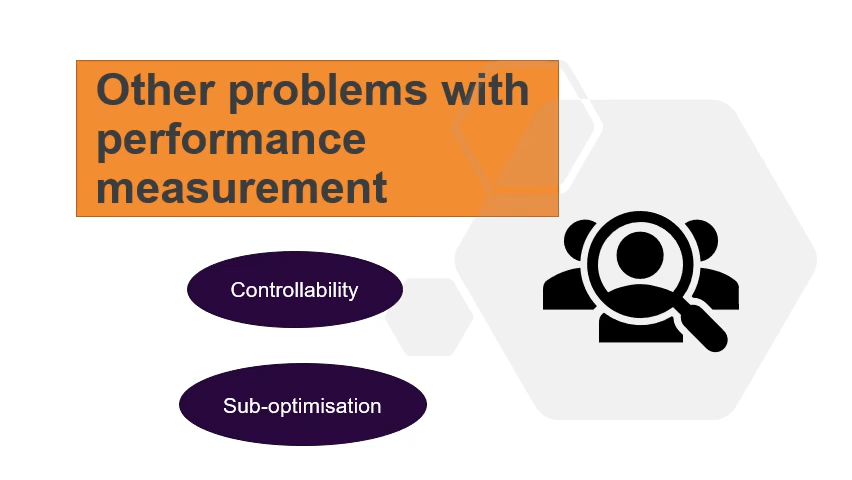 Other problems with
performance
measurement
Controllability
Sub-optimisation